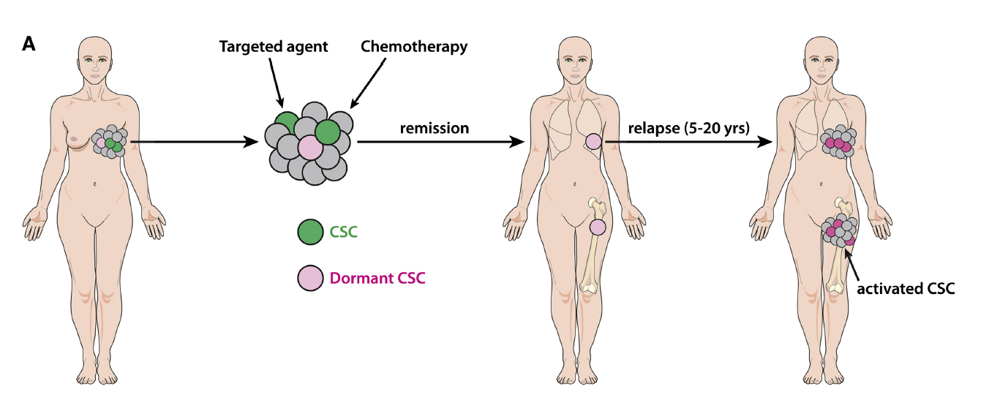 A
Targeted agent
Chemotherapy
remission
relapse (5-20 yrs)
CSC
Dormant CSC
activated CSC